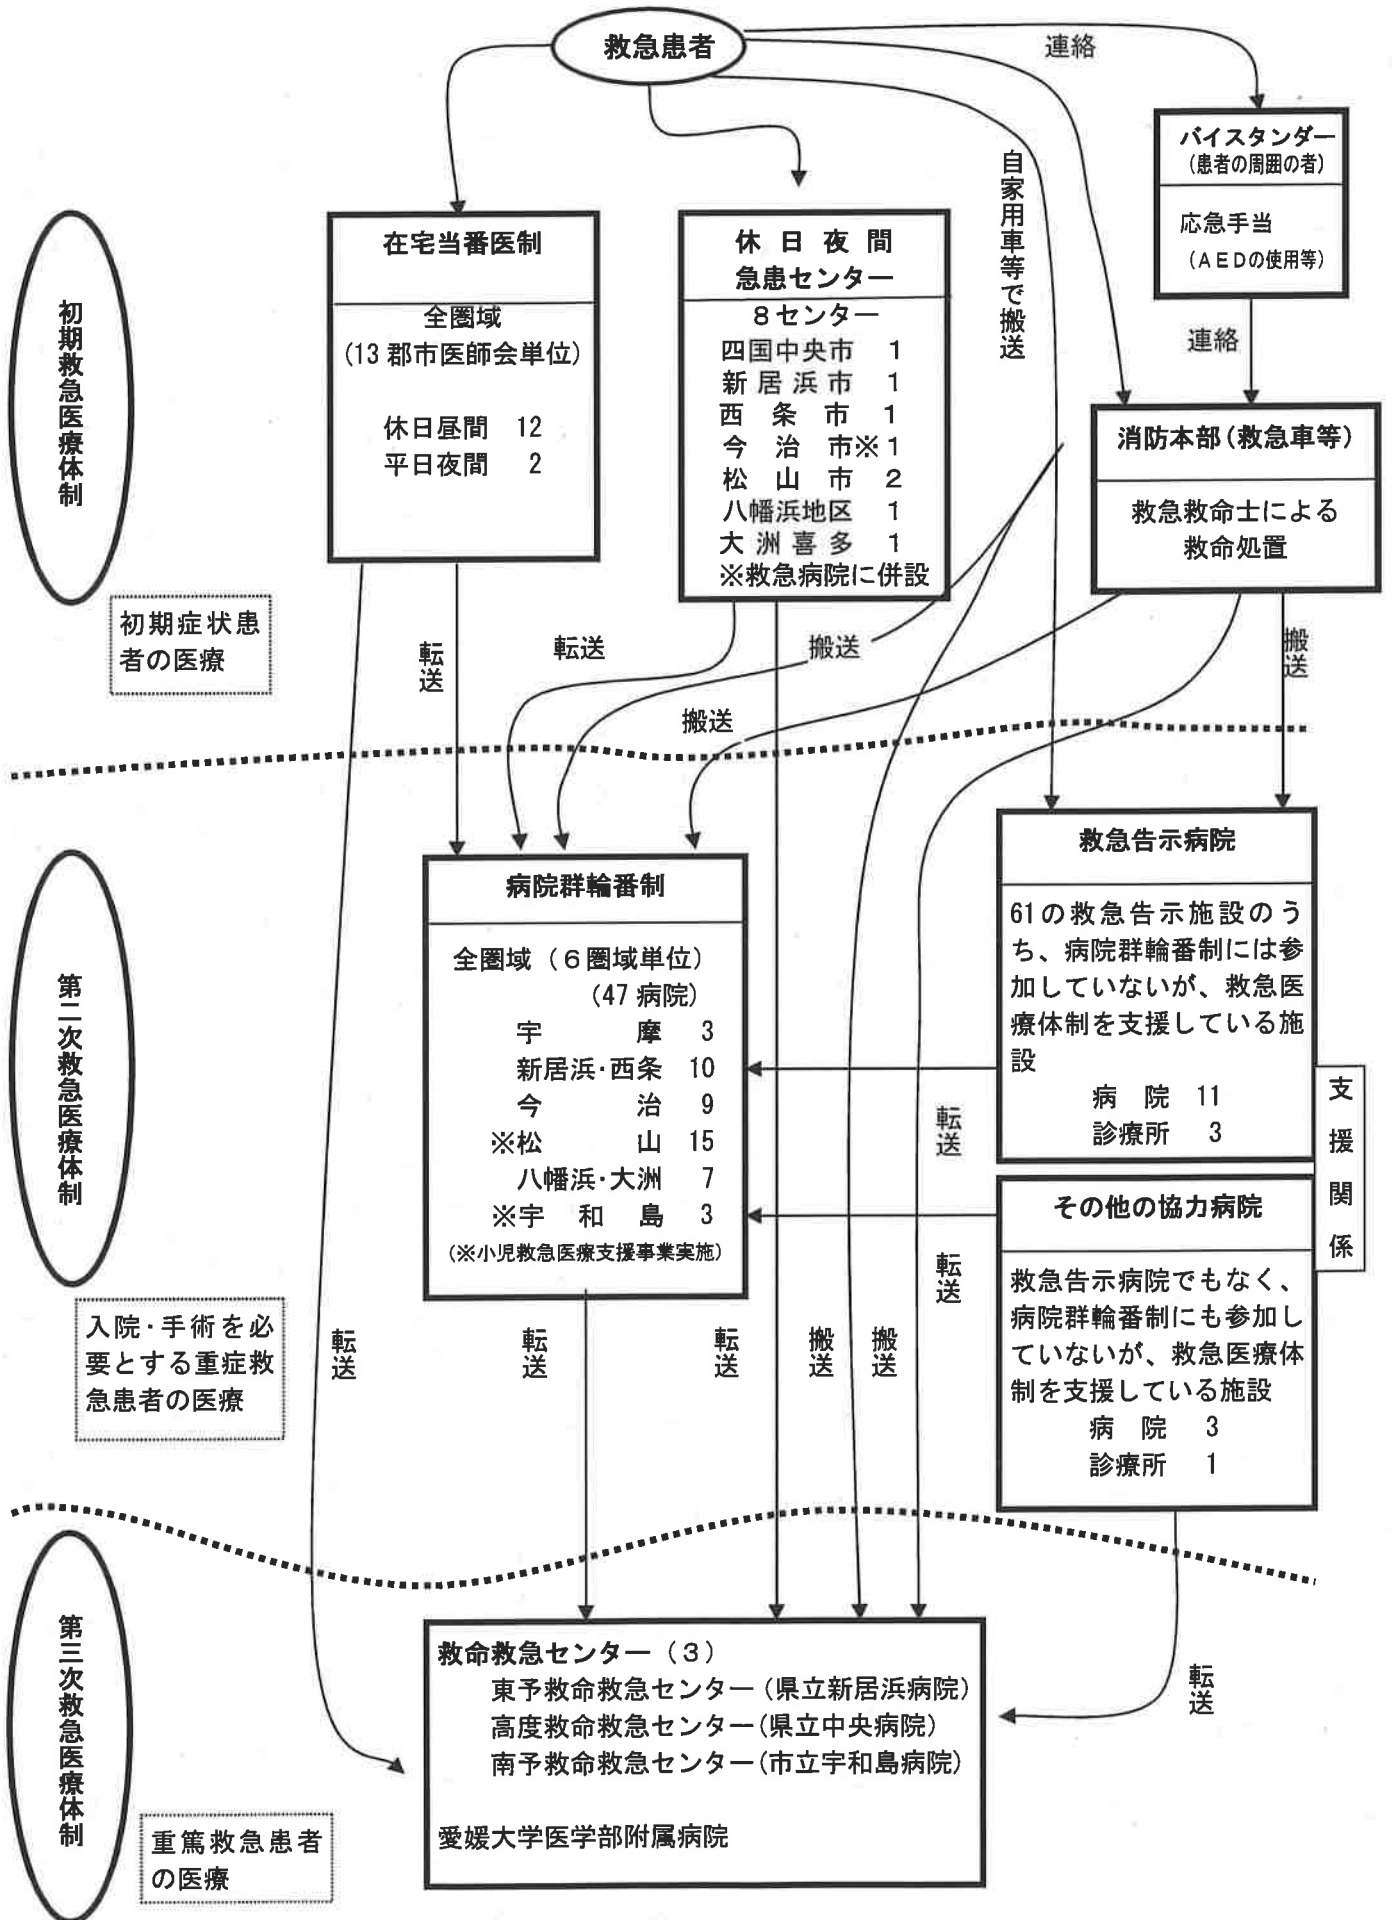 救急患者
連絡
バイスタンダー
(患者の周囲の者)
応急手当
(AEDの使用等)
連絡
自家用車等で搬送
初期救急医療体制
在宅当番医制
全圏域
(13 郡市医師会単位)
休日昼間 12
平日夜間 2
休日夜間
急患センター
8センター
四国中央市 1
新居浜市 1
西条市 1
今治市※1
松山市 2
八幡浜地区 1
大洲喜多 1
※救急病院に併設
消防本部(救急車等)
救急救命士による
救命処置
初期症状患
者の医療
転送
転送
搬送
搬送
搬送
第二次救急医療体制
病院群輪番制
全圏域(6圏域単位)
(47 病院)
宇摩 3
新居浜・西条 10
今治 9
※松山 15
八幡浜・大洲 7
※宇和島 3
(※小児救急医療支援事業実施)
救急告示病院
61の救急告示施設のう
ち、病院群輪番制には参
加していないが、救急医
療体制を支援している施
設
病院 11
診療所 3
転送
支援関係
その他の協力病院
救急告示病院でもなく、
病院群輪番制にも参加し
ていないが、救急医療体
制を支援している施設
病院 3
診療所 1
転送
入院・手術を必
要とする重症救
急患者の医療
転送
転送
転送
搬送
搬送
第三次救急医療体制
救命救急センター(3)
東予救命救急センター(県立新居浜病院)
高度救命救急センター(県立中央病院)
南予救命救急センター(市立宇和島病院)
愛媛大学医学部附属病院
転送
重篤救急患者
の医療